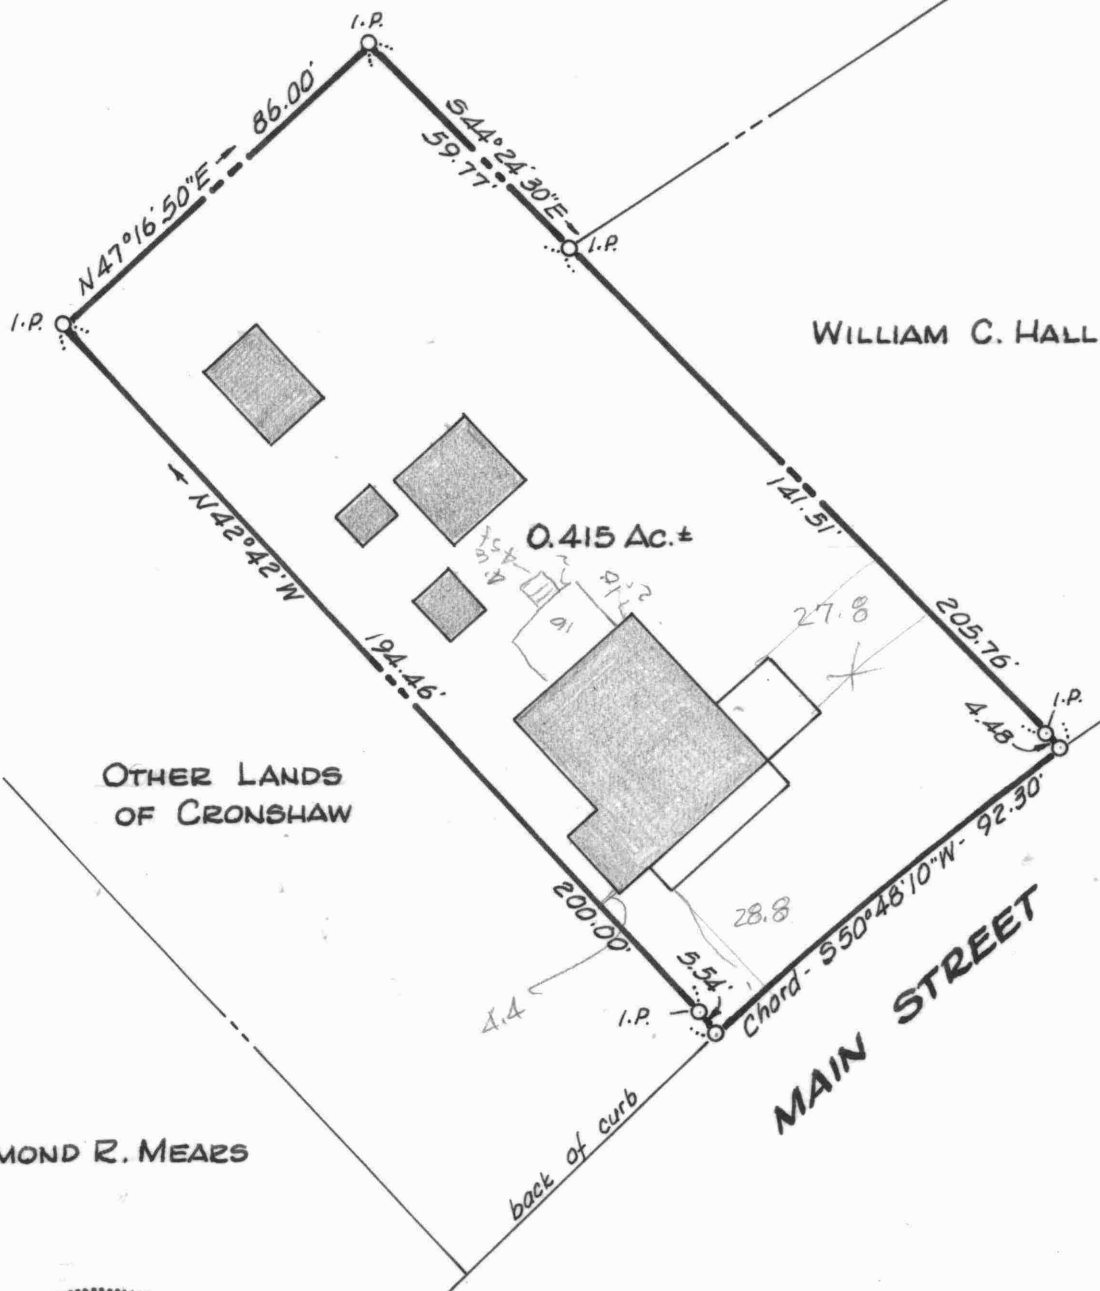 I.P.
N47°16'50"E
86.00'
S44°24'30"E
59.77'
I.P.
I.P.
WILLIAM C. HALL
141.51'
N42°42'W
0.415 Ac.±
10
27.8
205.76'
194.46'
I.P.
4.48
OTHER LANDS
OF CRONSHAW
200.00'
28.8
Chord - S50°48'10"W - 92.30'
5.54'
4.4
I.P.
MAIN STREET
back of curb
MOND R. MEARS